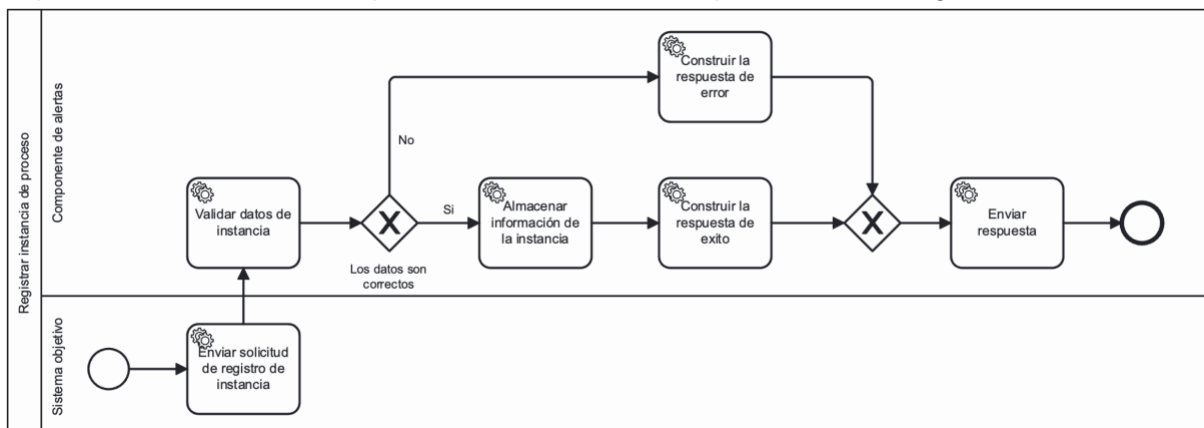 Registrar instancia de proceso
Componente de alertas
Construir la
respuesta de
error
No
Validar datos de
instancia
Los datos son
correctos
Si
Almacenar
información de
la instancia
Construir la
respuesta de
exito
Enviar
respuesta
Sistema objetivo
Enviar solicitud
de registro de
instancia